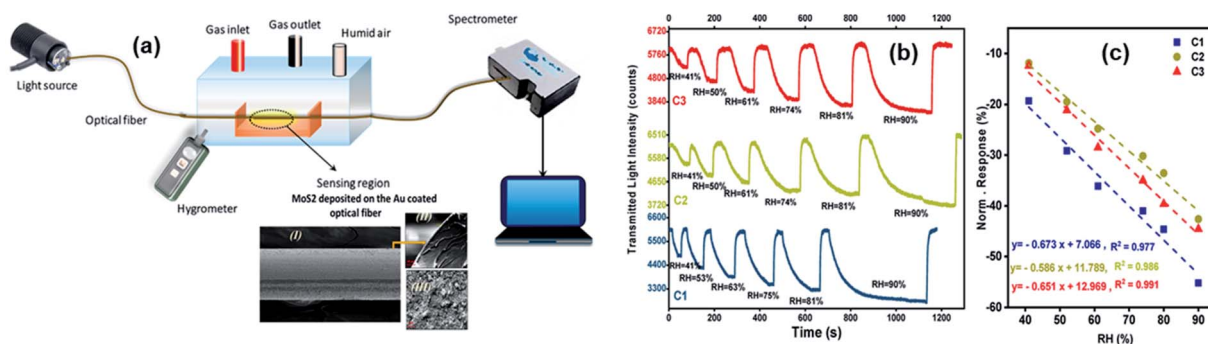 (a)
Gas inlet
Gas outlet
Humid air
Spectrometer
Light source
Optical fiber
Hygrometer
Sensing region
MoS2 deposited on the Au coated
optical fiber
(I)
(II)
(III)
(b)
0 200 400 600 800 1000 1200
6720
5760
4800
3840
C3
RH=41%
RH=50%
RH=61%
RH=74%
RH=81%
RH=90%
6510
5580
4650
3720
C2
RH=41%
RH=50%
RH=61%
RH=74%
RH=81%
RH=90%
6600
5500
4400
3300
C1
RH=41%
RH=53%
RH=63%
RH=75%
RH=81%
RH=90%
Transmitted Light Intensity (counts)
0 200 400 600 800 1000 1200
Time (s)
(c)
C1
C2
C3
-10
-20
-30
-40
-50
-60
Norm . Response (%)
y= - 0.673 x + 7.066 , R² = 0.977
y= - 0.586 x + 11.789, R² = 0.986
y= -0.651 x + 12.969, R² = 0.991
40 50 60 70 80 90
RH (%)